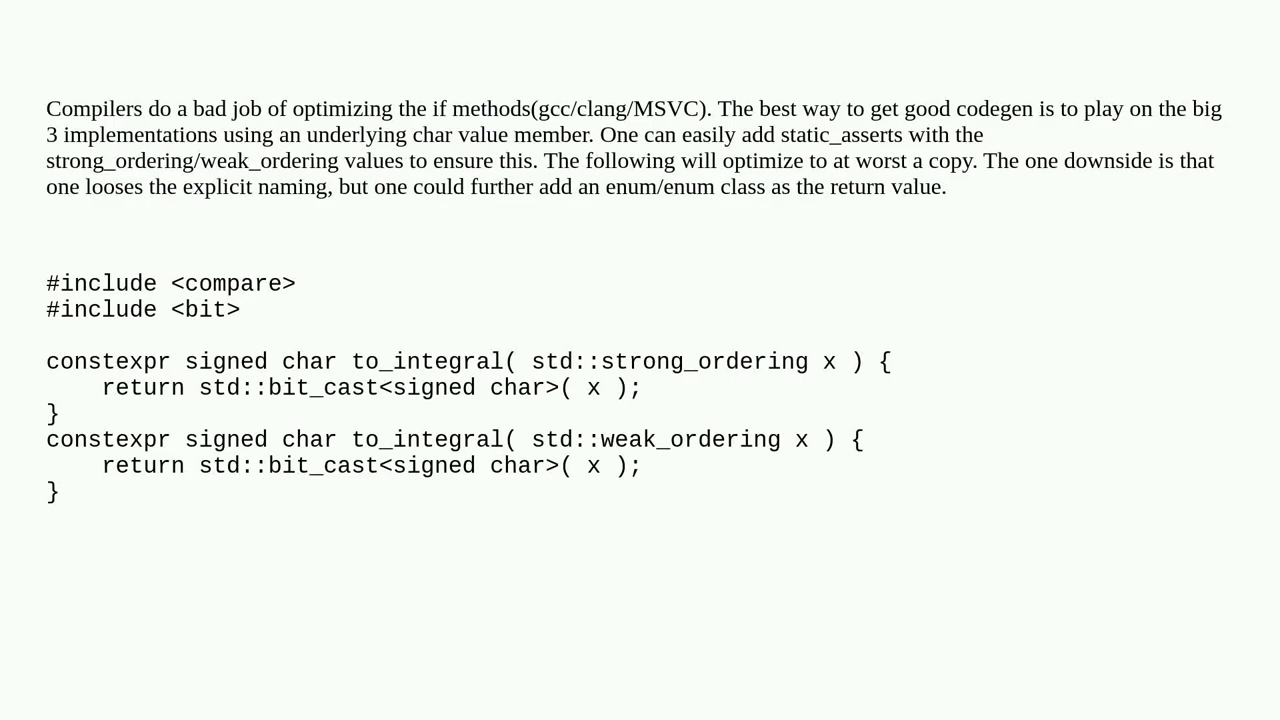 Compilers do a bad job of optimizing the if methods(gcc/clang/MSVC). The best way to get good codegen is to play on the big
3 implementations using an underlying char value member. One can easily add static_asserts with the
strong_ordering/weak_ordering values to ensure this. The following will optimize to at worst a copy. The one downside is that
one looses the explicit naming, but one could further add an enum/enum class as the return value.
#include <compare>
#include <bit>
constexpr signed char to_integral( std::strong_ordering x ) {
    return std::bit_cast<signed char>( x );
}
constexpr signed char to_integral( std::weak_ordering x ) {
    return std::bit_cast<signed char>( x );
}